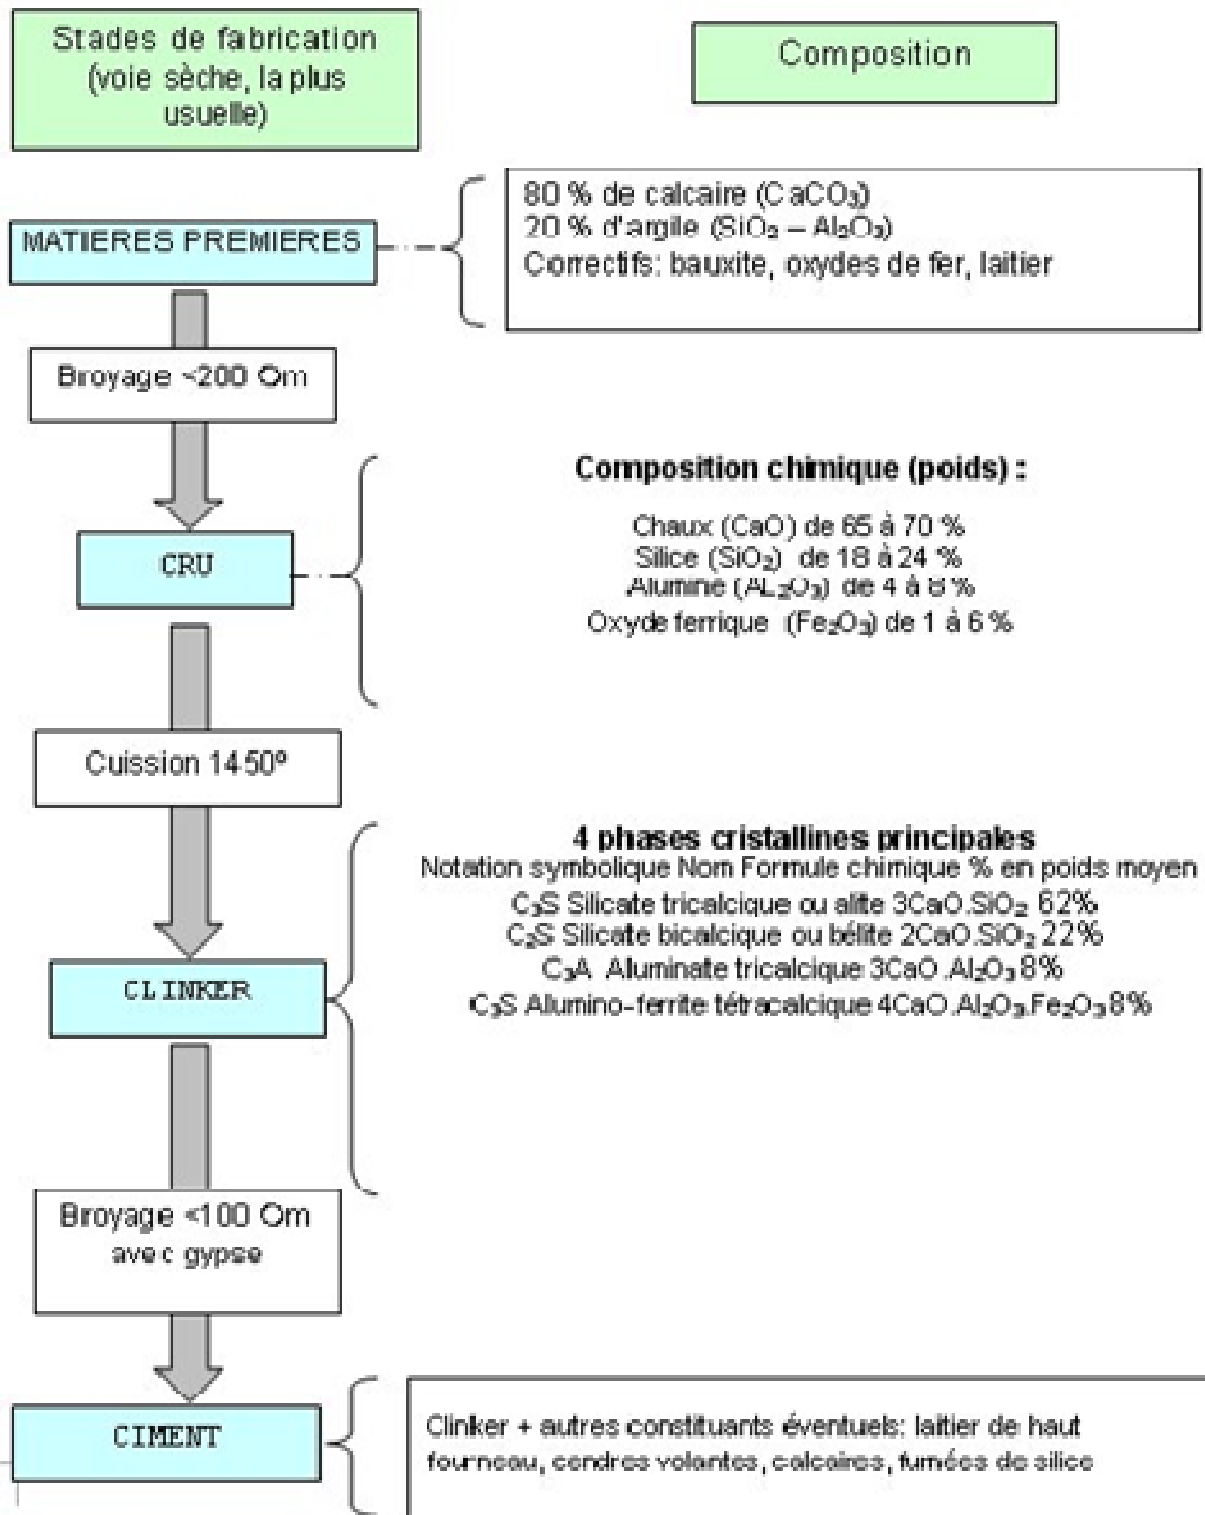 Stades de fabrication
(voie sèche, la plus
usuelle)
Composition
MATIERES PREMIERES
80 % de calcaire (CaCO₃)
20 % d'argile (SiO₂ – Al₂O₃)
Correctifs: bauxite, oxydes de fer, laitier
Broyage <200 Om
CRU
Composition chimique (poids) :
Chaux (CaO) de 65 à 70 %
Silice (SiO₂) de 18 à 24 %
Alumine (AL₂O₃) de 4 à 8 %
Oxyde ferrique (Fe₂O₃) de 1 à 6 %
Cuission 1450º
4 phases cristallines principales
Notation symbolique Nom Formule chimique % en poids moyen
C₃S Silicate tricalcique ou alite 3CaO.SiO₂ 62%
C₂S Silicate bicalcique ou bélite 2CaO.SiO₂ 22%
C₃A Aluminate tricalcique 3CaO.Al₂O₃ 8%
C₃S Alumino-ferrite tétracalcique 4CaO.Al₂O₃.Fe₂O₃ 8%
CLINKER
Broyage <100 Om
avec gypse
CIMENT
Clinker + autres constituants éventuels: laitier de haut
fourneau, cendres volantes, calcaires, fumées de silice